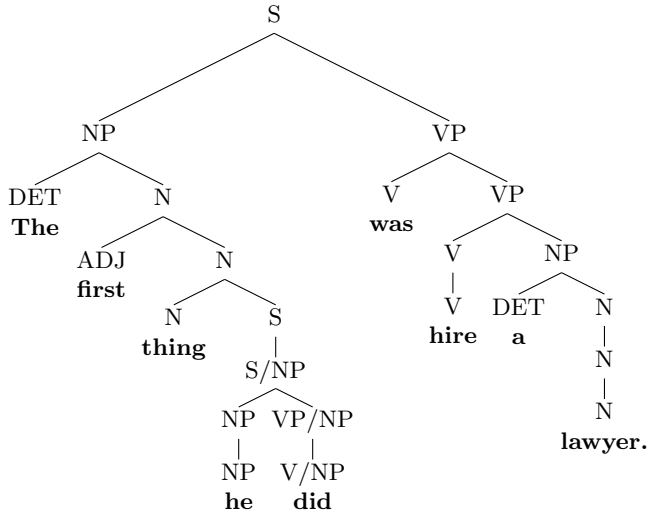 S
NP VP
DET N V VP
The was
ADJ N V NP
first
N S V DET N
thing hire a
S/NP N
NP VP/NP N
lawyer.
NP V/NP
he did